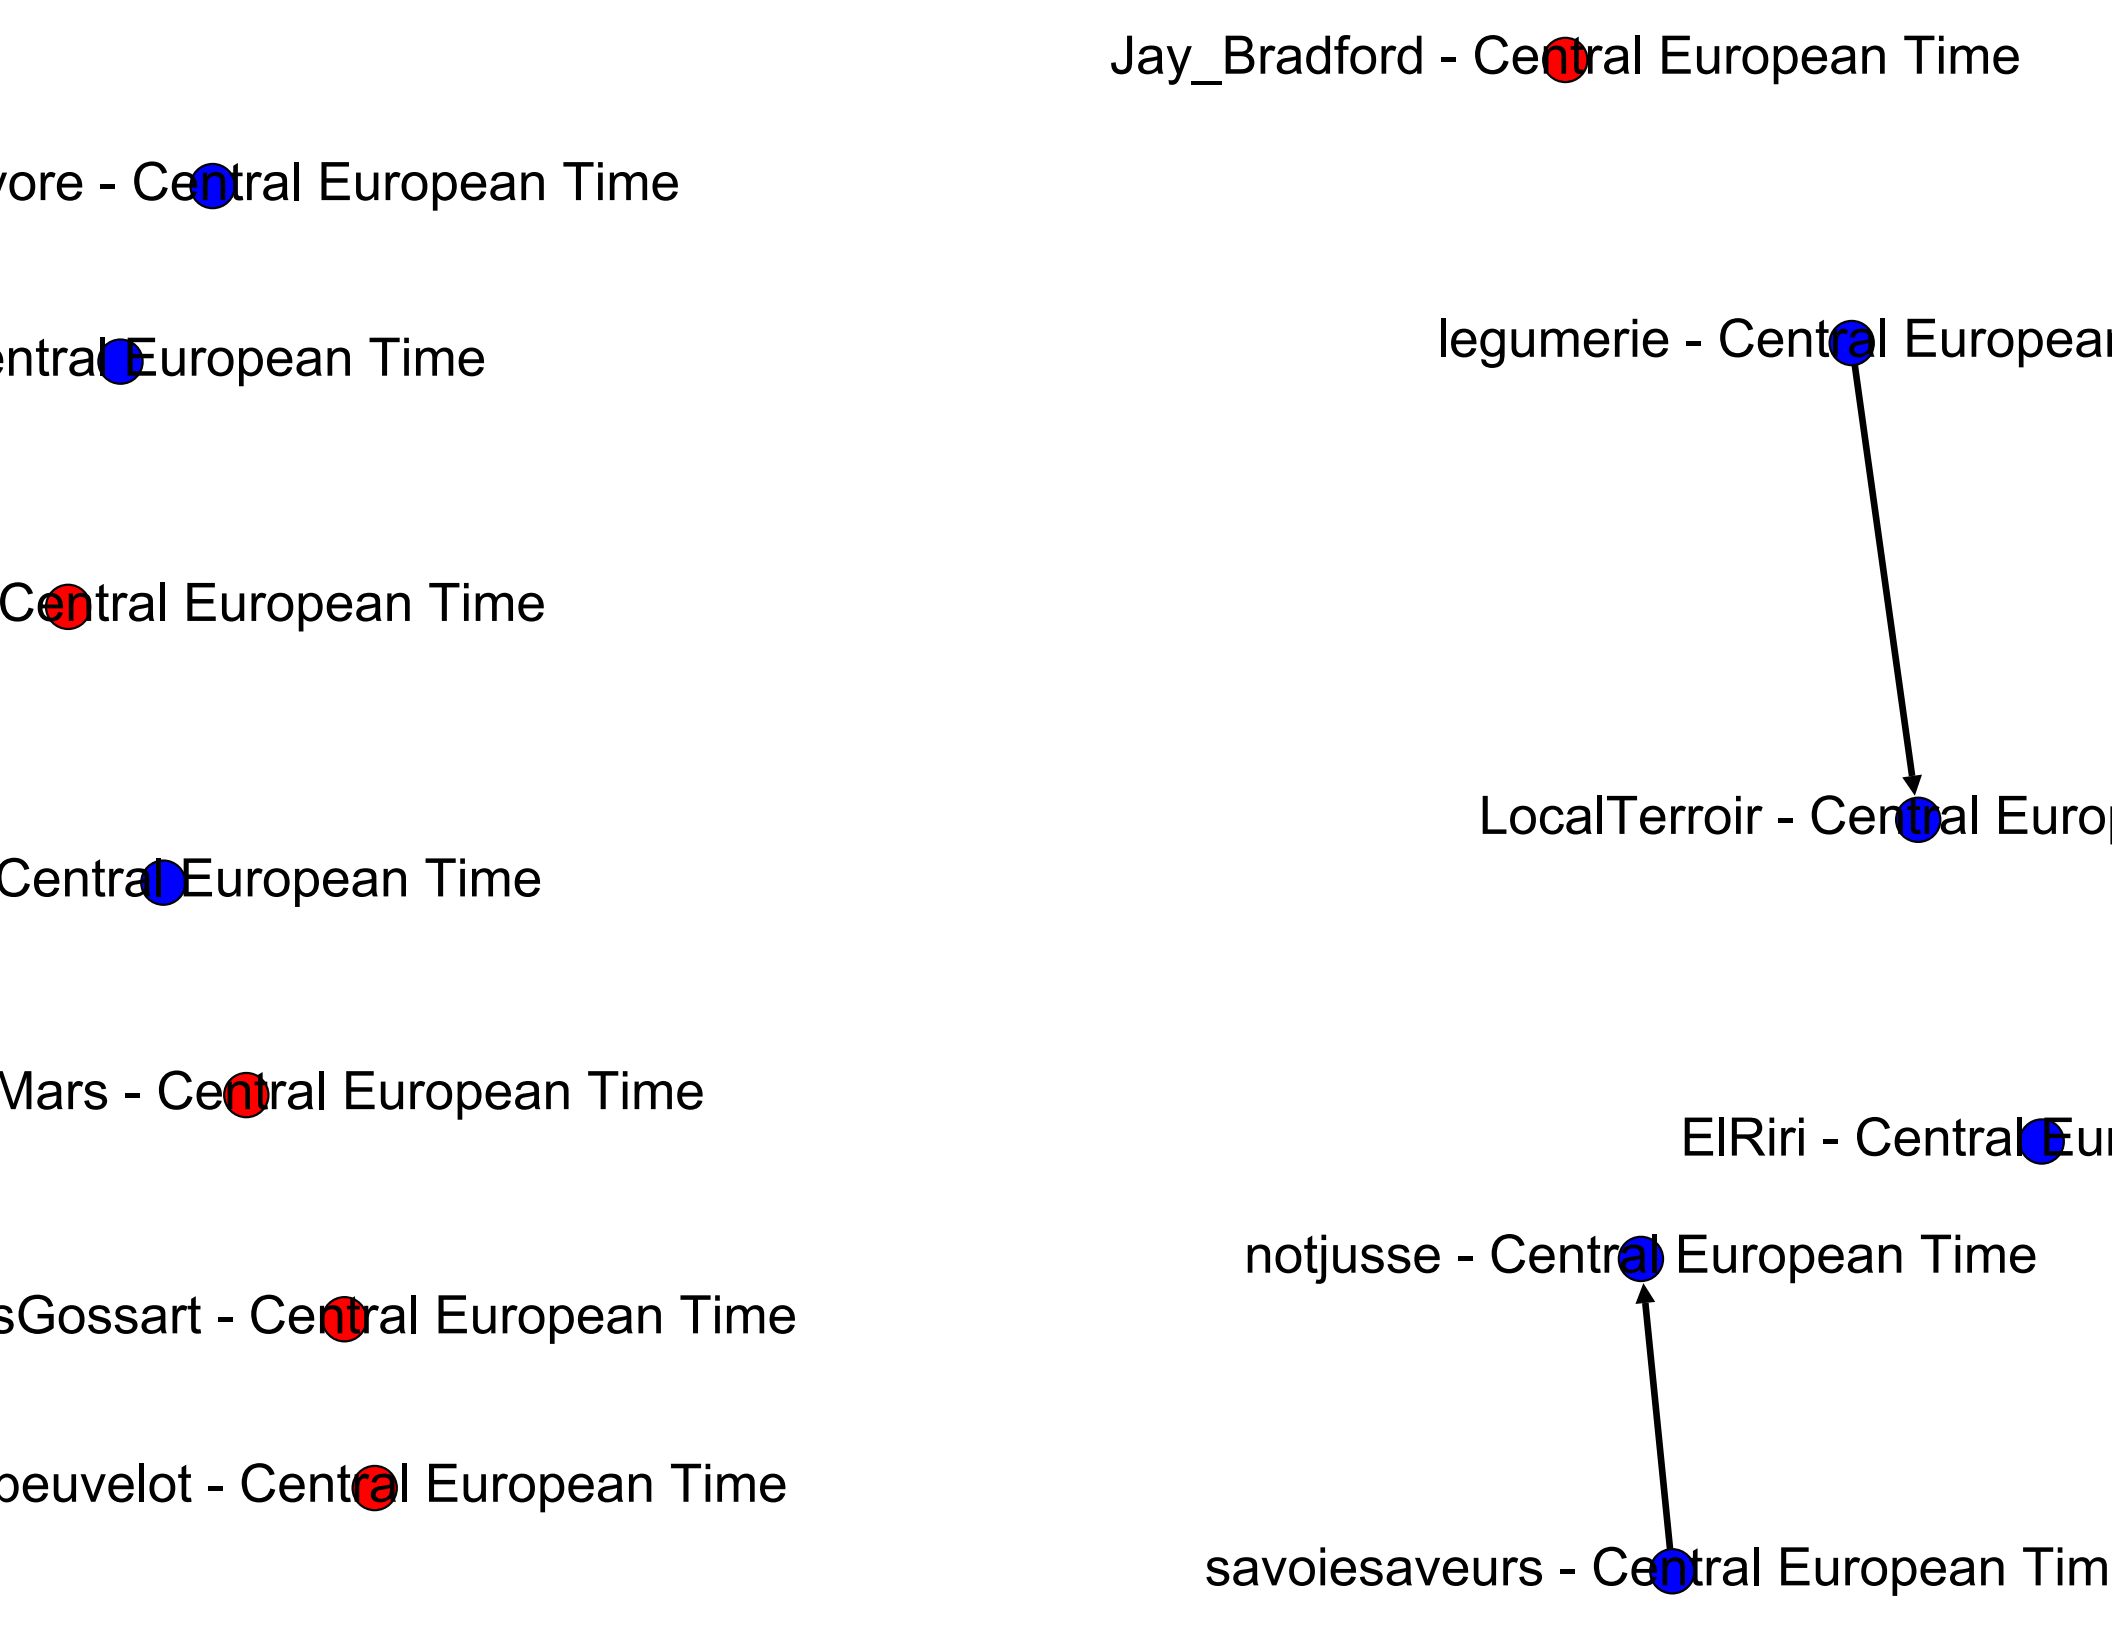 Jay_Bradford - Central European Time
vore - Central European Time
legumerie - Central European
entral European Time
Central European Time
LocalTerroir - Central Europ
Central European Time
Mars - Central European Time
ElRiri - Central Eur
notjusse - Central European Time
sGossart - Central European Time
peuvelot - Central European Time
savoiesaveurs - Central European Tim